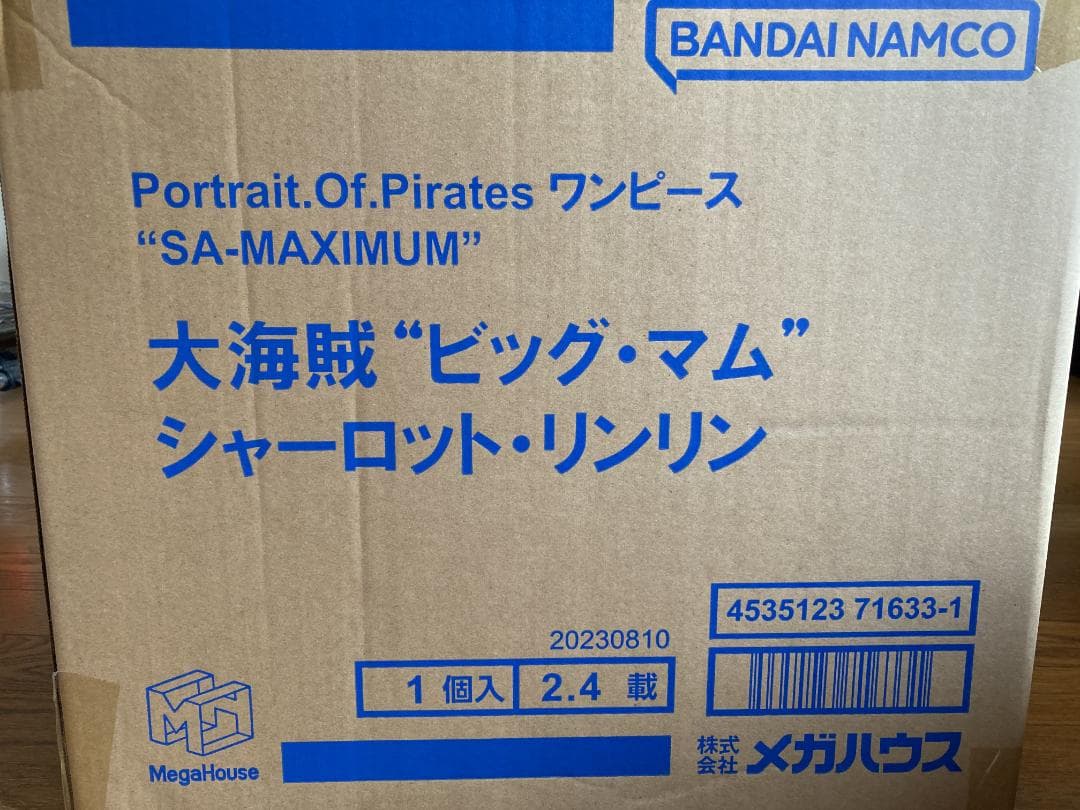 BANDAI NAMCO
Portrait.Of.Pirates ワンピース
“SA-MAXIMUM”
大海賊“ビッグ・マム”
シャーロット・リンリン
4535123 71633-1
20230810
1 個入 2.4 載
MegaHouse
株式会社 メガハウス